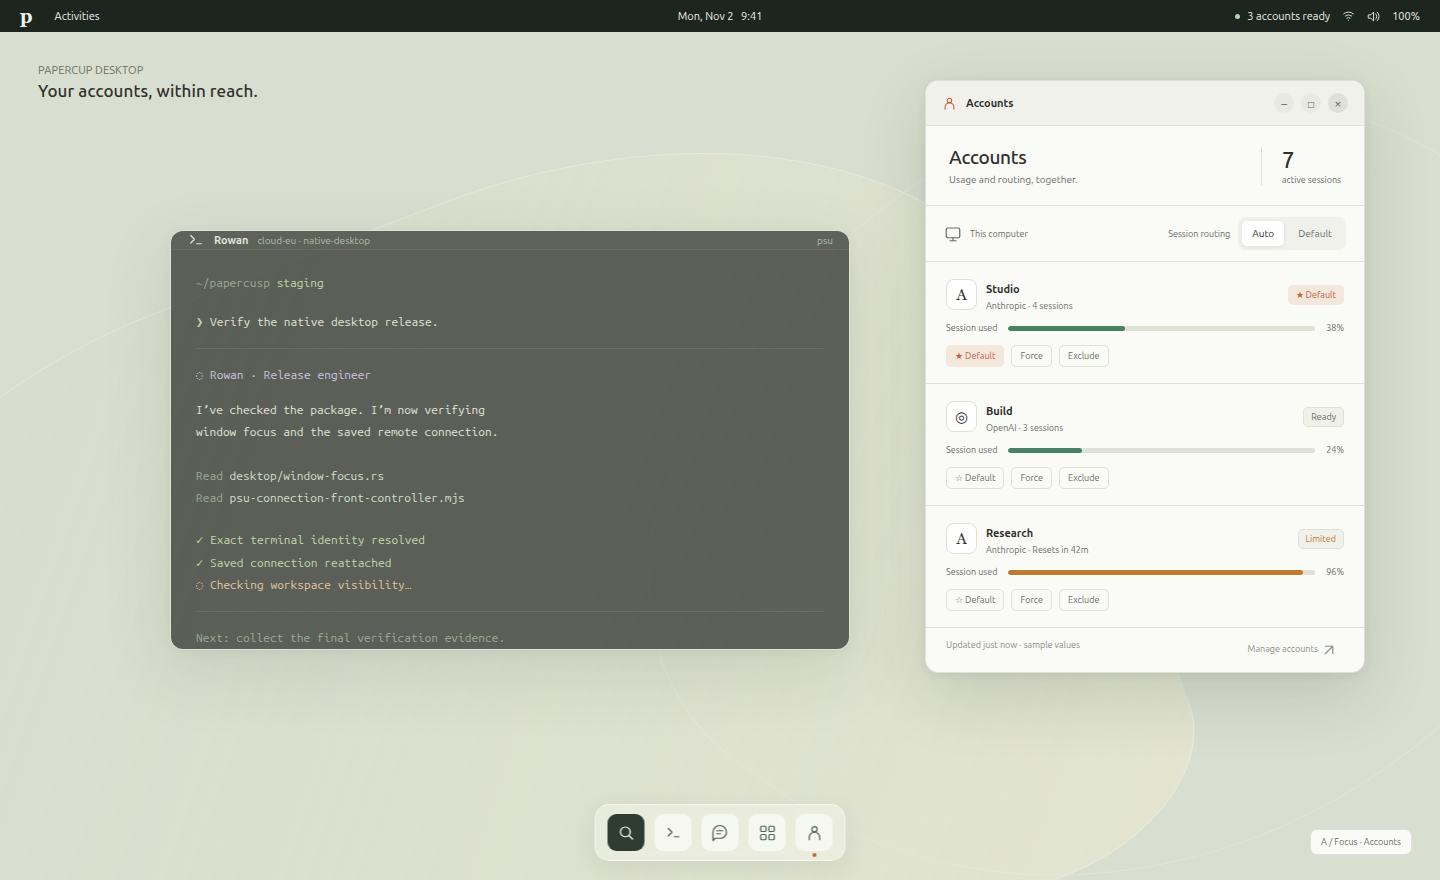 p Activities Mon, Nov 2 9:41 3 accounts ready 100%
PAPERCUP DESKTOP
Your accounts, within reach.
Rowan cloud-eu · native-desktop psu
~/papercusp staging
❯ Verify the native desktop release.
◌ Rowan · Release engineer
I’ve checked the package. I’m now verifying
window focus and the saved remote connection.
Read desktop/window-focus.rs
Read psu-connection-front-controller.mjs
✓ Exact terminal identity resolved
✓ Saved connection reattached
◌ Checking workspace visibility…
Next: collect the final verification evidence.
Accounts
Accounts
Usage and routing, together.
7
active sessions
This computer Session routing Auto Default
A Studio
Anthropic · 4 sessions
★ Default
Session used 38%
★ Default Force Exclude
◎ Build
OpenAI · 3 sessions
Ready
Session used 24%
☆ Default Force Exclude
A Research
Anthropic · Resets in 42m
Limited
Session used 96%
☆ Default Force Exclude
Updated just now · sample values
Manage accounts
A / Focus · Accounts